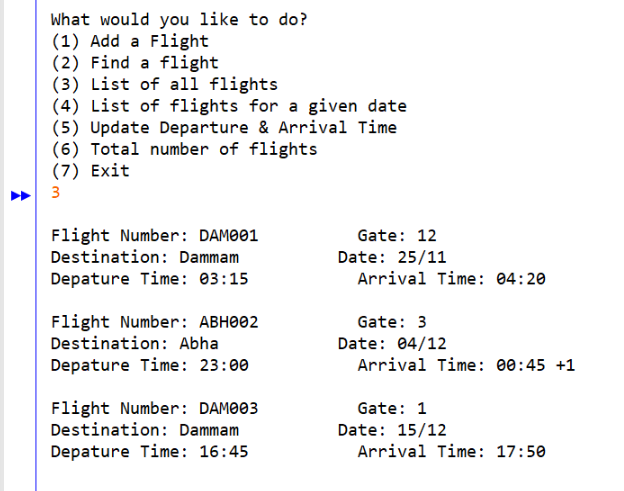 What would you like to do?
(1) Add a Flight
(2) Find a flight
(3) List of all flights
(4) List of flights for a given date
(5) Update Departure & Arrival Time
(6) Total number of flights
(7) Exit
3
Flight Number: DAM001 Gate: 12
Destination: Dammam Date: 25/11
Depature Time: 03:15 Arrival Time: 04:20
Flight Number: ABH002 Gate: 3
Destination: Abha Date: 04/12
Depature Time: 23:00 Arrival Time: 00:45 +1
Flight Number: DAM003 Gate: 1
Destination: Dammam Date: 15/12
Depature Time: 16:45 Arrival Time: 17:50